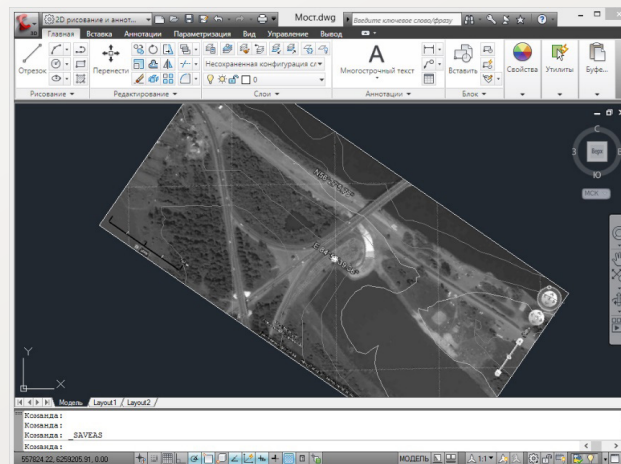 2D рисование и аннот...
Мост.dwg
Введите ключевое слово/фразу
Главная Вставка Аннотации Параметризация Вид Управление Вывод
Отрезок
Перенести
Несохраненная конфигурация сл
0
Многострочный текст
Вставить
Свойства
Утилиты
Буфе...
Рисование
Редактирование
Слои
Аннотации
Блок
С
З Верх В
Ю
МСК
Y
X
Модель Layout1 Layout2
Команда:
Команда:
Команда: _SAVEAS
Команда:
557824.22, 6259205.91, 0.00
МОДЕЛЬ
1:1